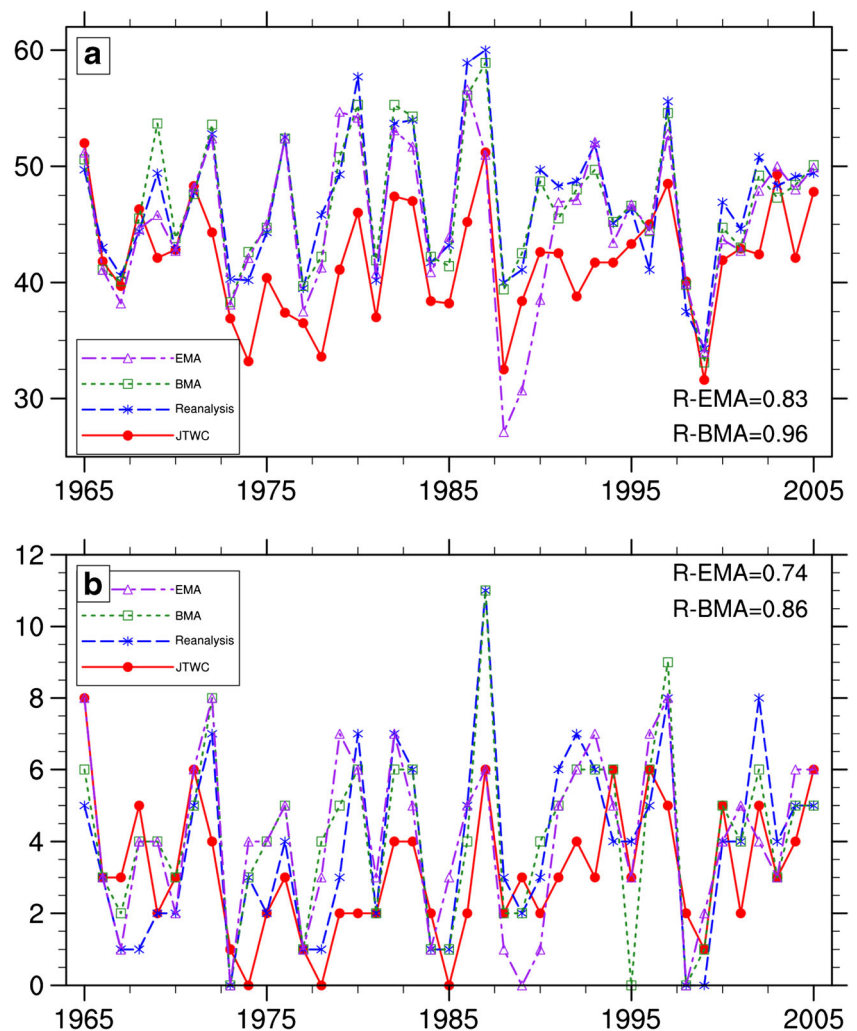 60
a
50
40
30
EMA
BMA
Reanalysis
JTWC
R-EMA=0.83
R-BMA=0.96
1965 1975 1985 1995 2005
12
b
10
8
6
4
2
0
EMA
BMA
Reanalysis
JTWC
R-EMA=0.74
R-BMA=0.86
1965 1975 1985 1995 2005